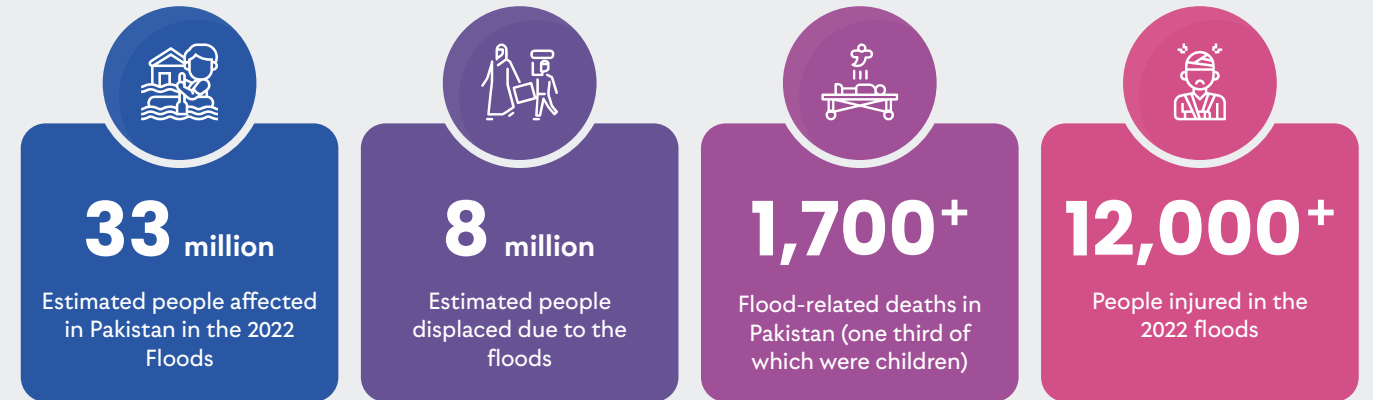 33 million
Estimated people affected
in Pakistan in the 2022
Floods
8 million
Estimated people
displaced due to the
floods
1,700+
Flood-related deaths in
Pakistan (one third of
which were children)
12,000+
People injured in the
2022 floods